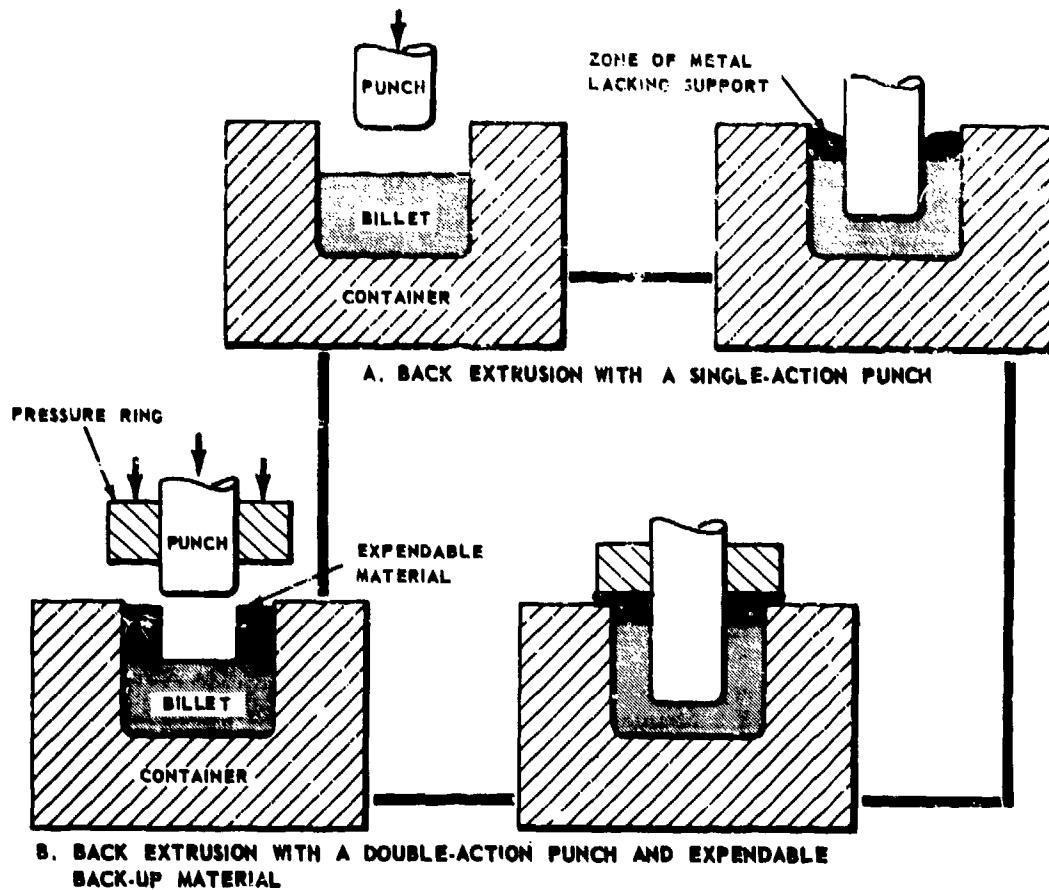 PUNCH
ZONE OF METAL
LACKING SUPPORT
BILLET
CONTAINER
A. BACK EXTRUSION WITH A SINGLE-ACTION PUNCH
PRESSURE RING
PUNCH
EXPENDABLE
MATERIAL
BILLET
CONTAINER
B. BACK EXTRUSION WITH A DOUBLE-ACTION PUNCH AND EXPENDABLE
BACK-UP MATERIAL